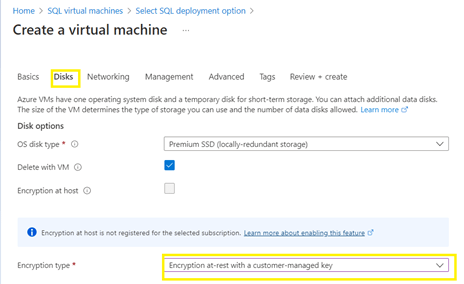 Home > SQL virtual machines > Select SQL deployment option >
Create a virtual machine ...
Basics Disks Networking Management Advanced Tags Review + create
Azure VMs have one operating system disk and a temporary disk for short-term storage. You can attach additional data disks.
The size of the VM determines the type of storage you can use and the number of data disks allowed. Learn more
Disk options
OS disk type * Premium SSD (locally-redundant storage)
Delete with VM
Encryption at host
Encryption at host is not registered for the selected subscription. Learn more about enabling this feature
Encryption type * Encryption at-rest with a customer-managed key